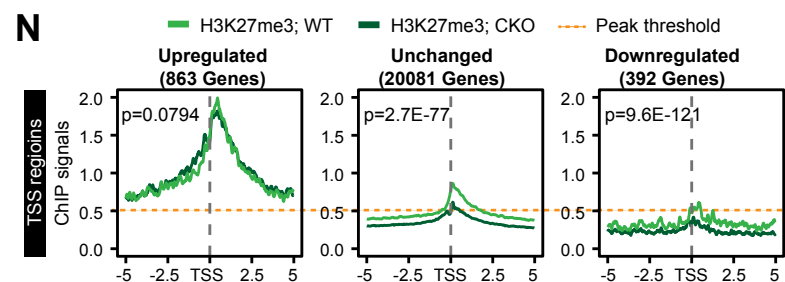 N
H3K27me3; WT H3K27me3; CKO Peak threshold
Upregulated
(863 Genes)
Unchanged
(20081 Genes)
Downregulated
(392 Genes)
TSS regioins
ChIP signals
2.0
1.5
1.0
0.5
0.0
p=0.0794
-5 -2.5 TSS 2.5 5
2.0
1.5
1.0
0.5
0.0
p=2.7E-77
-5 -2.5 TSS 2.5 5
2.0
1.5
1.0
0.5
0.0
p=9.6E-121
-5 -2.5 TSS 2.5 5